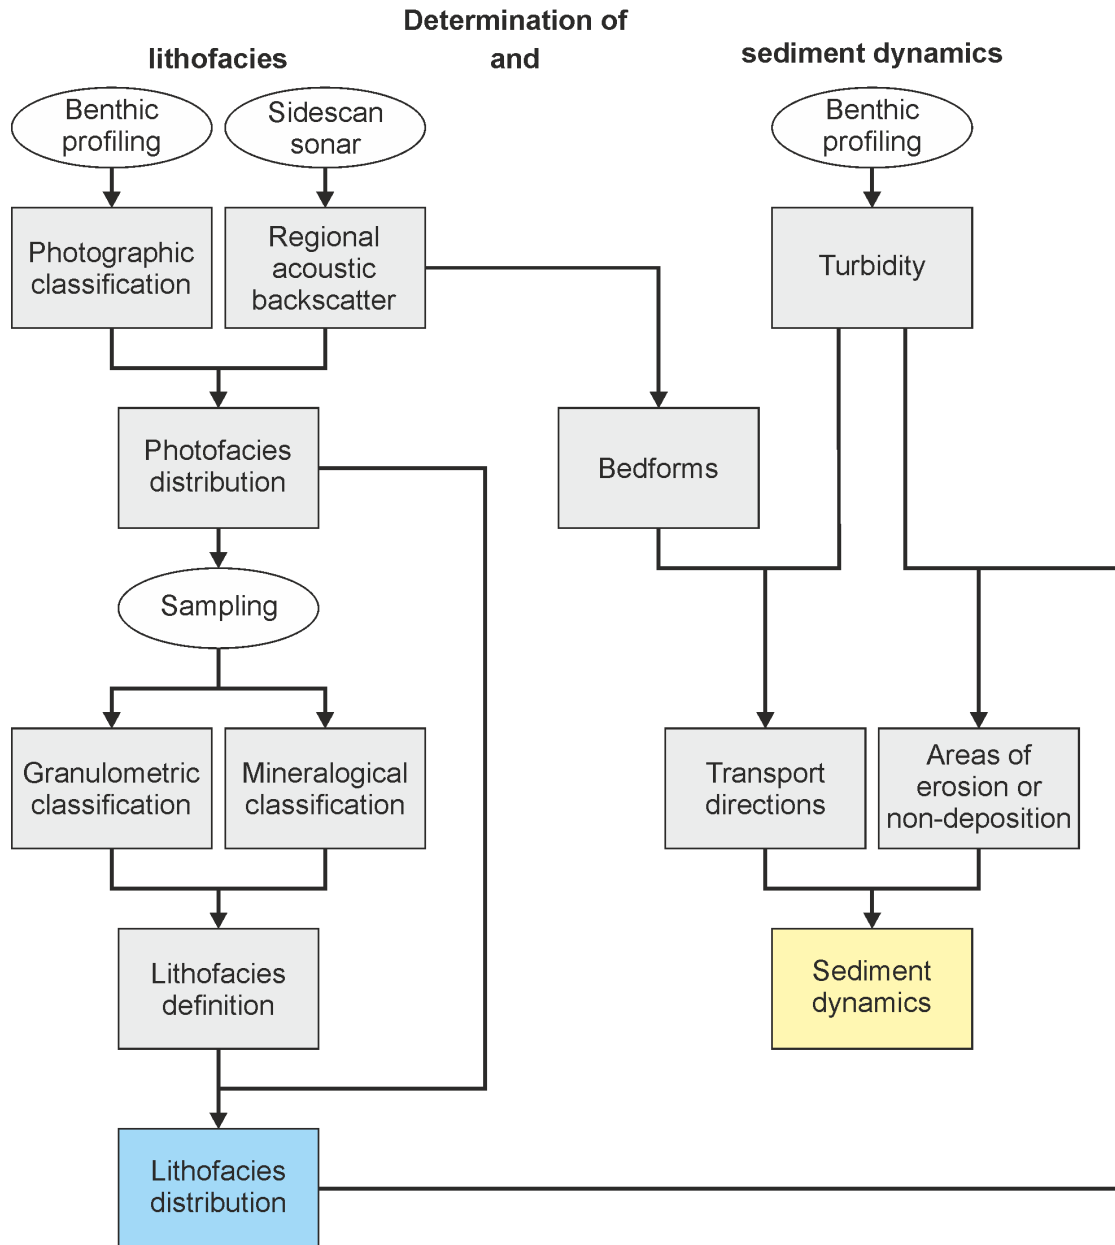 Determination of
lithofacies
and
sediment dynamics
Benthic
profiling
Sidescan
sonar
Benthic
profiling
Photographic
classification
Regional
acoustic
backscatter
Turbidity
Photofacies
distribution
Bedforms
Sampling
Granulometric
classification
Mineralogical
classification
Transport
directions
Areas of
erosion or
non-deposition
Lithofacies
definition
Sediment
dynamics
Lithofacies
distribution